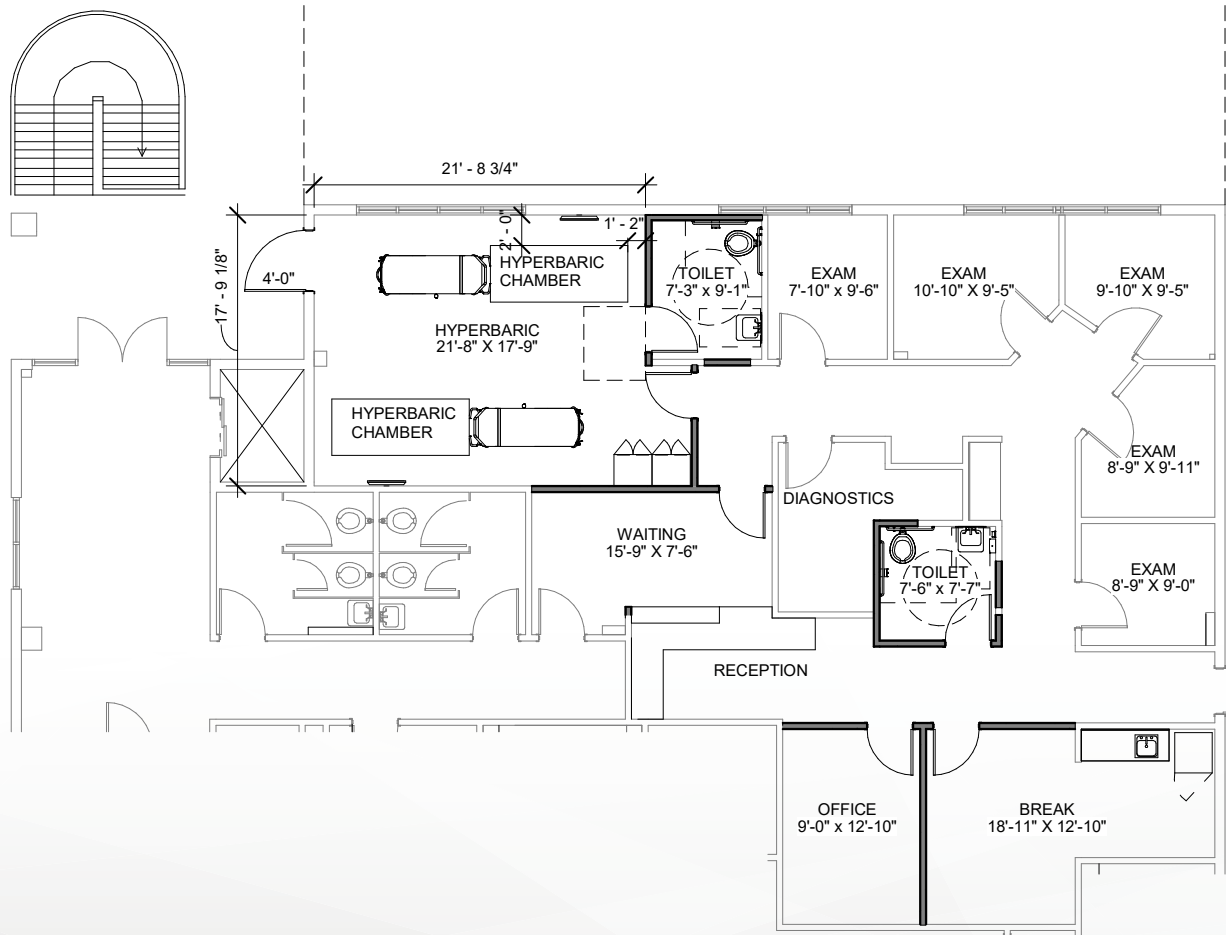 21' - 8 3/4"
2' - 0"
1' - 2"
17' - 9 1/8"
4'-0"
HYPERBARIC
CHAMBER
TOILET
7'-3" x 9'-1"
EXAM
7'-10" x 9'-6"
EXAM
10'-10" X 9'-5"
EXAM
9'-10" X 9'-5"
HYPERBARIC
21'-8" X 17'-9"
HYPERBARIC
CHAMBER
EXAM
8'-9" X 9'-11"
DIAGNOSTICS
WAITING
15'-9" X 7'-6"
TOILET
7'-6" x 7'-7"
EXAM
8'-9" X 9'-0"
RECEPTION
OFFICE
9'-0" x 12'-10"
BREAK
18'-11" X 12'-10"